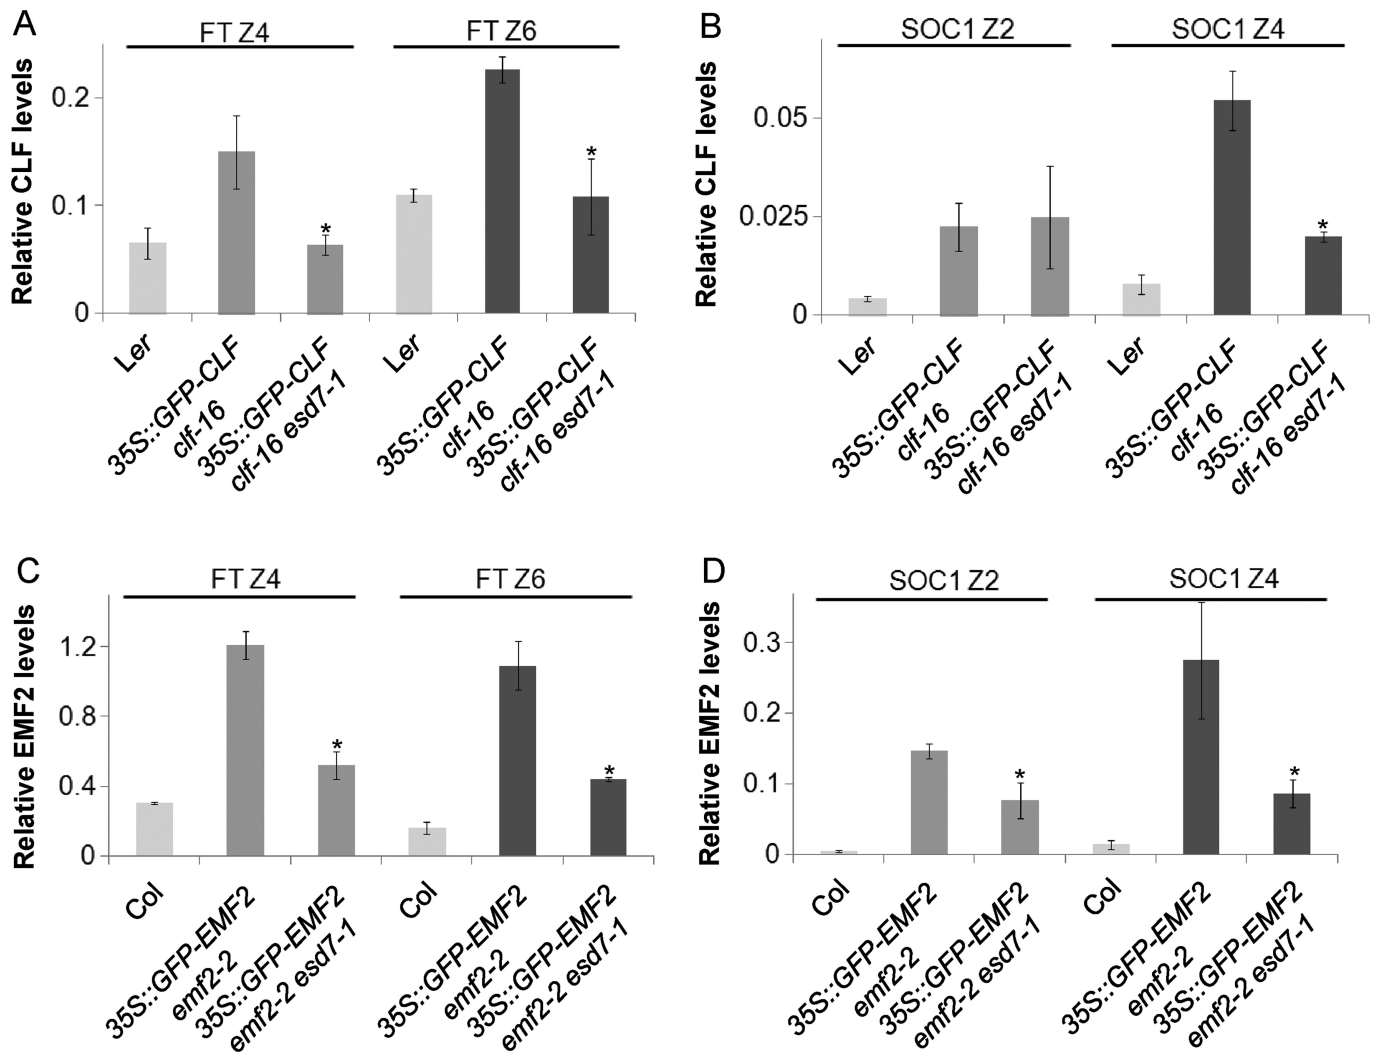 A
FT Z4
FT Z6
Relative CLF levels
0.2
0.1
0
Ler
35S::GFP-CLF
clf-16
35S::GFP-CLF
clf-16 esd7-1
Ler
35S::GFP-CLF
clf-16
35S::GFP-CLF
clf-16 esd7-1
*
*
B
SOC1 Z2
SOC1 Z4
Relative CLF levels
0.05
0.025
0
Ler
35S::GFP-CLF
clf-16
35S::GFP-CLF
clf-16 esd7-1
Ler
35S::GFP-CLF
clf-16
35S::GFP-CLF
clf-16 esd7-1
*
C
FT Z4
FT Z6
Relative EMF2 levels
1.2
0.8
0.4
0
Col
35S::GFP-EMF2
emf2-2
35S::GFP-EMF2
emf2-2 esd7-1
Col
35S::GFP-EMF2
emf2-2
35S::GFP-EMF2
emf2-2 esd7-1
*
*
D
SOC1 Z2
SOC1 Z4
Relative EMF2 levels
0.3
0.2
0.1
0
Col
35S::GFP-EMF2
emf2-2
35S::GFP-EMF2
emf2-2 esd7-1
Col
35S::GFP-EMF2
emf2-2
35S::GFP-EMF2
emf2-2 esd7-1
*
*